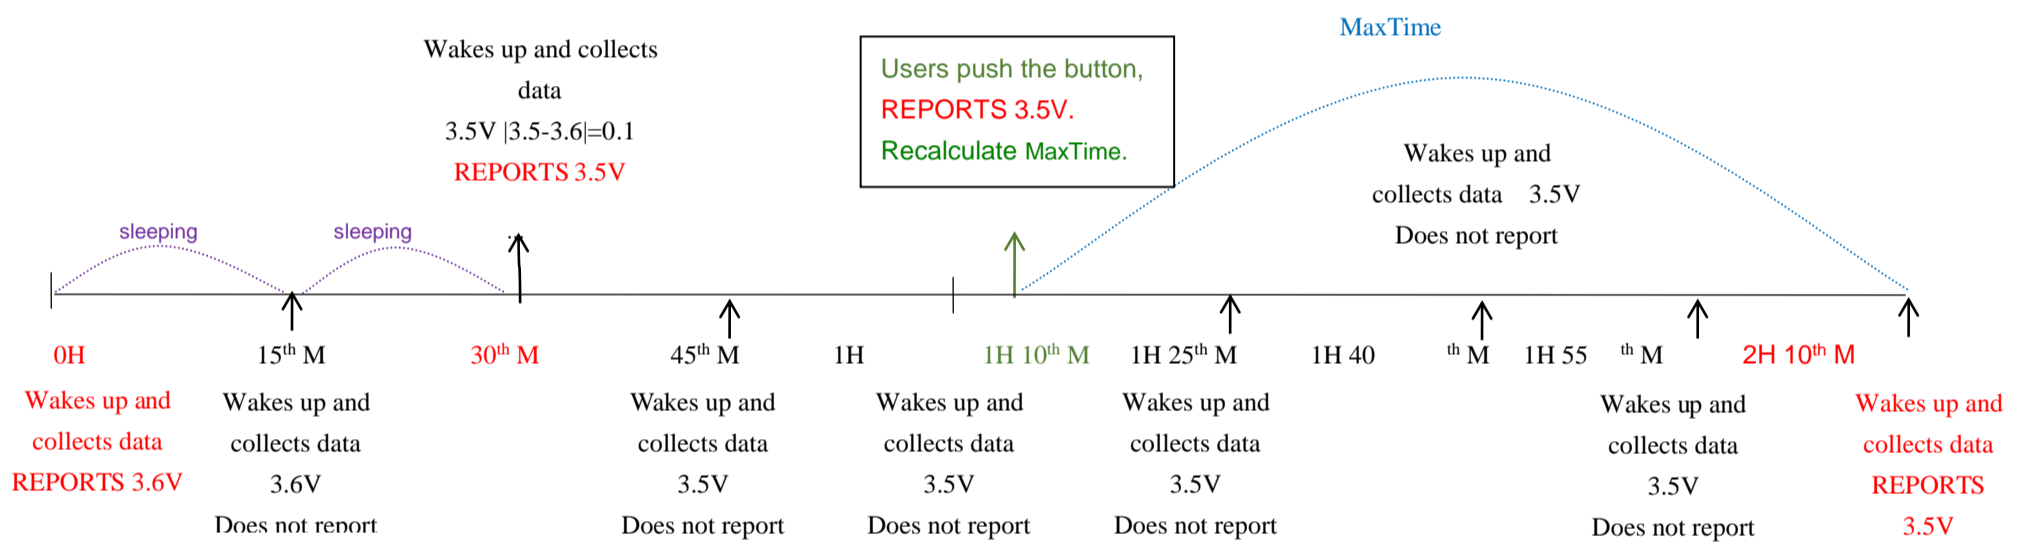 MaxTime
Wakes up and collects
data
3.5V |3.5-3.6|=0.1
REPORTS 3.5V
Users push the button,
REPORTS 3.5V.
Recalculate MaxTime.
Wakes up and
collects data 3.5V
Does not report
sleeping
sleeping
0H
15th M
30th M
45th M
1H
1H 10th M
1H 25th M
1H 40 th M
1H 55 th M
2H 10th M
Wakes up and
collects data
REPORTS 3.6V
Wakes up and
collects data
3.6V
Does not report
Wakes up and
collects data
3.5V
Does not report
Wakes up and
collects data
3.5V
Does not report
Wakes up and
collects data
3.5V
Does not report
Wakes up and
collects data
3.5V
Does not report
Wakes up and
collects data
REPORTS
3.5V